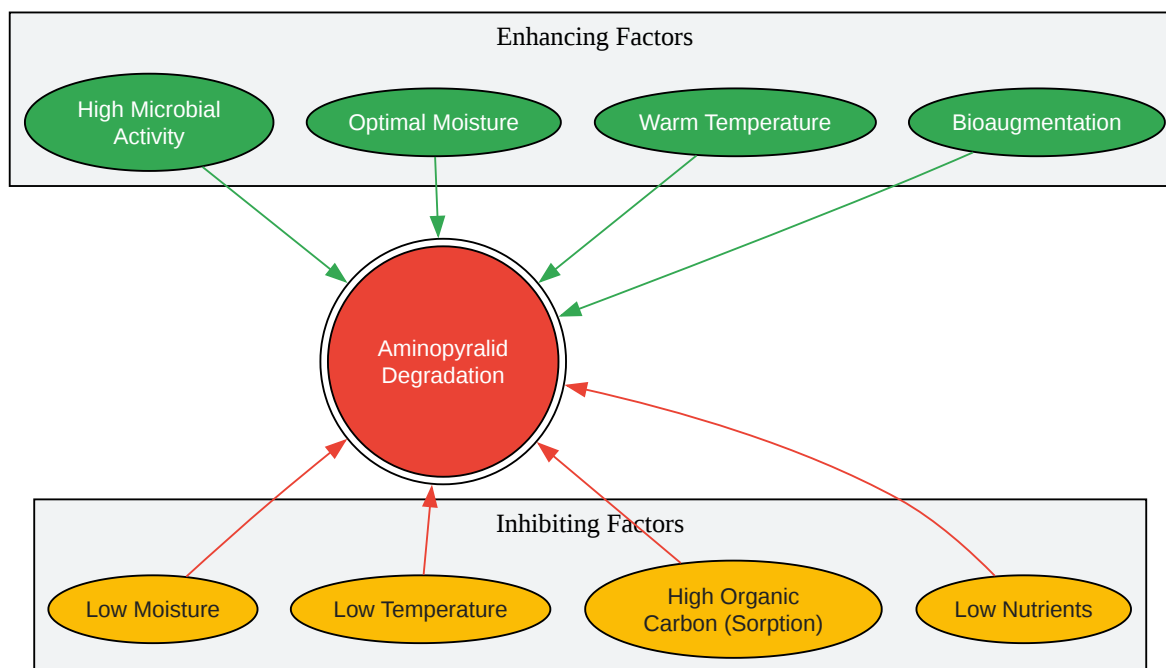 Enhancing Factors
High Microbial
Activity
Optimal Moisture
Warm Temperature
Bioaugmentation
Aminopyralid
Degradation
Inhibiting Factors
Low Moisture
Low Temperature
High Organic
Carbon (Sorption)
Low Nutrients